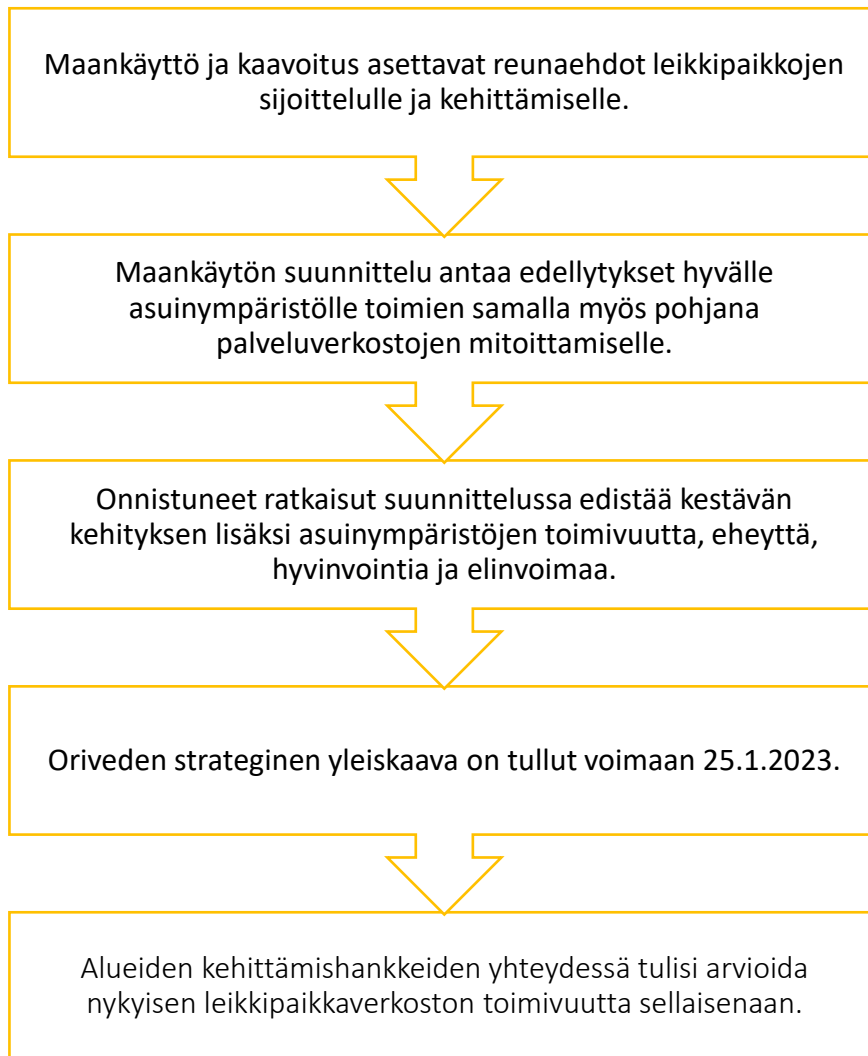 Maankäyttö ja kaavoitus asettavat reunaehdot leikkipaikkojen
sijoittelulle ja kehittämiselle.
Maankäytön suunnittelu antaa edellytykset hyvälle
asuinympäristölle toimien samalla myös pohjana
palveluverkostojen mitoittamiselle.
Onnistuneet ratkaisut suunnittelussa edistää kestävän
kehityksen lisäksi asuinympäristöjen toimivuutta, eheyttä,
hyvinvointia ja elinvoimaa.
Oriveden strateginen yleiskaava on tullut voimaan 25.1.2023.
Alueiden kehittämishankkeiden yhteydessä tulisi arvioida
nykyisen leikkipaikkaverkoston toimivuutta sellaisenaan.